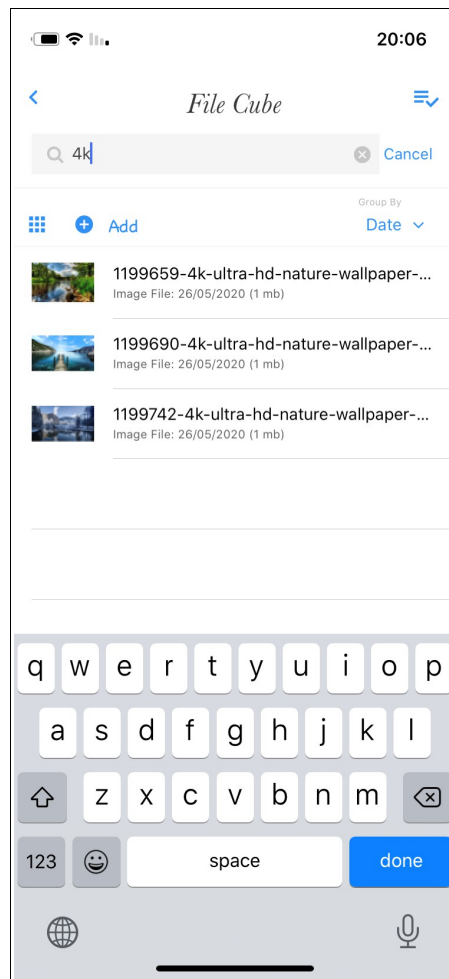 20:06
File Cube
4k
Cancel
Group By
Add
Date
1199659-4k-ultra-hd-nature-wallpaper-...
Image File: 26/05/2020 (1 mb)
1199690-4k-ultra-hd-nature-wallpaper-...
Image File: 26/05/2020 (1 mb)
1199742-4k-ultra-hd-nature-wallpaper-...
Image File: 26/05/2020 (1 mb)
q w e r t y u i o p
a s d f g h j k l
z x c v b n m
123 space done